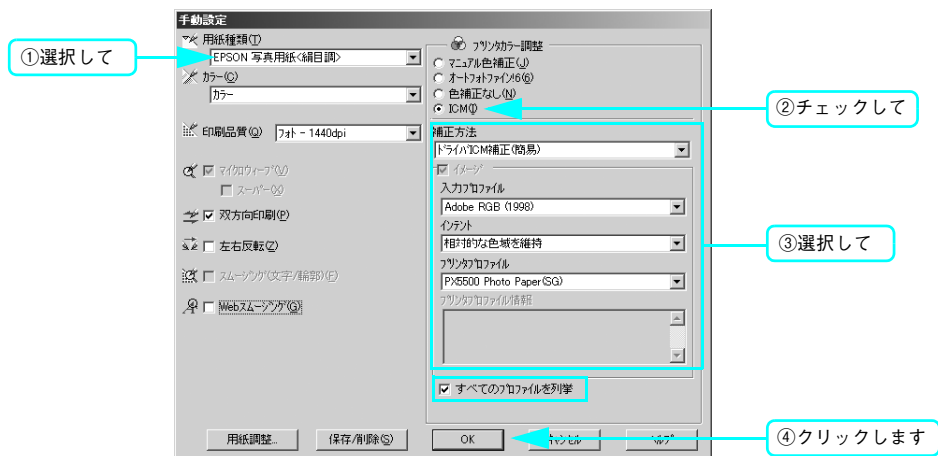 手動設定
用紙種類(T)
EPSON 写真用紙<絹目調>
カラー(C)
カラー
印刷品質(Q)
フォト - 1440dpi
マイクロウィーブ(V)
スーパー(X)
双方向印刷(P)
左右反転(Z)
スムージング(文字/輪郭)(F)
Webスムージング(G)
プリンタカラー調整
マニュアル色補正(J)
オートフォトファイン!6(6)
色補正なし(N)
ICM(I)
補正方法
ドライバICM補正(簡易)
イメージ
入力プロファイル
Adobe RGB (1998)
インテント
相対的な色域を維持
プリンタプロファイル
PX5500 Photo Paper(SG)
プリンタプロファイル情報
すべてのプロファイルを列挙
用紙調整...
保存/削除(S)
OK
キャンセル
ヘルプ
①選択して
②チェックして
③選択して
④クリックします